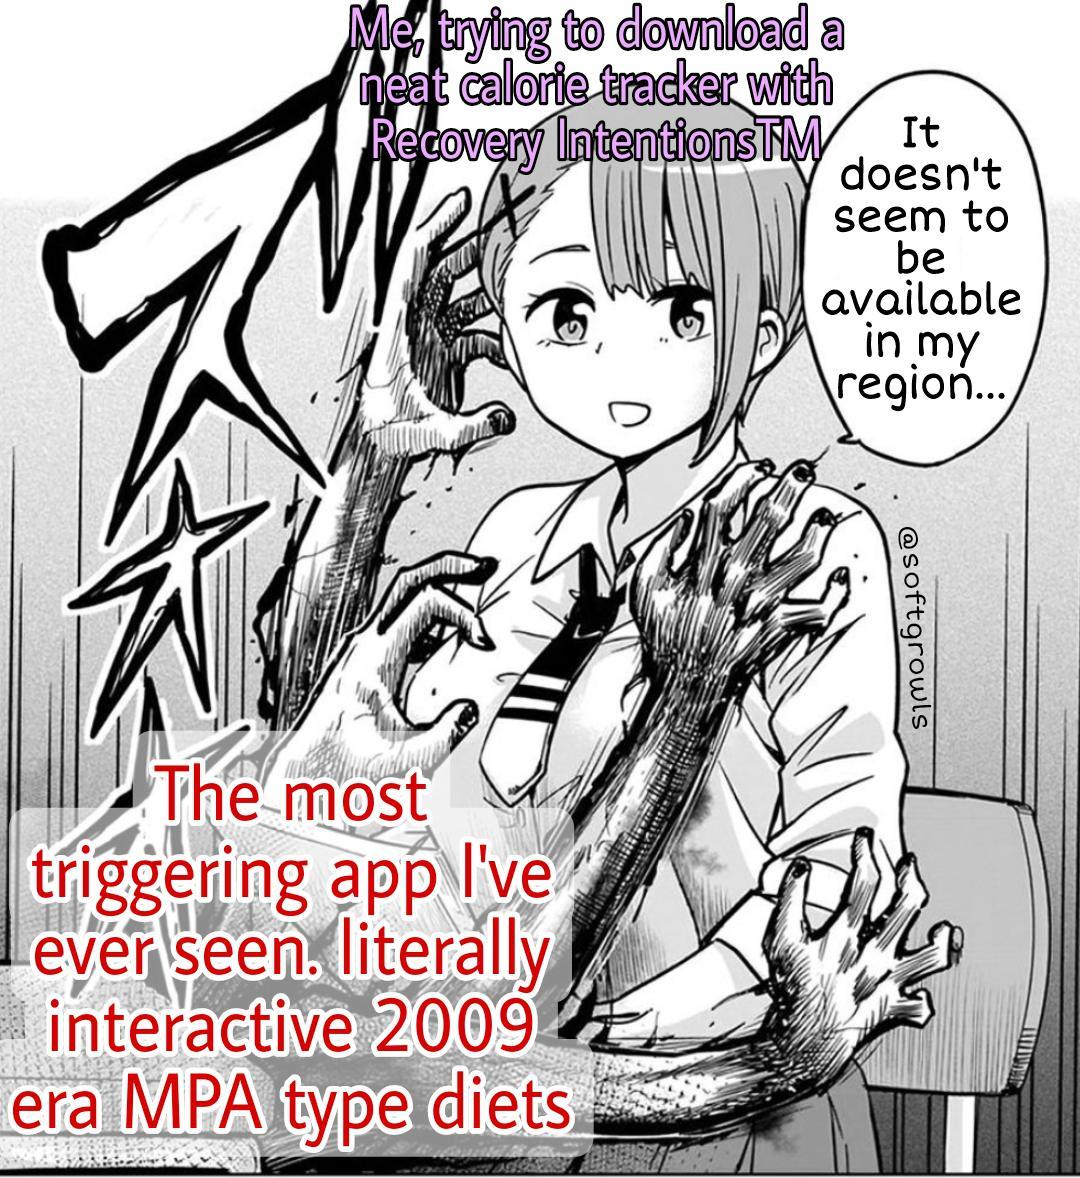 Me, trying to download a
neat calorie tracker with
Recovery IntentionsTM
It
doesn't
seem to
be
available
in my
region...
@softgrowls
The most
triggering app I've
ever seen. literally
interactive 2009
era MPA type diets